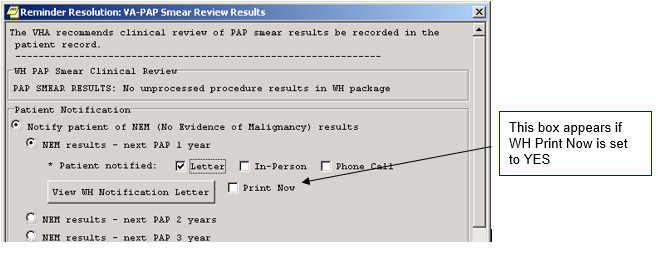 Reminder Resolution: VA-PAP Smear Review Results
The VHA recommends clinical review of PAP smear results be recorded in the
patient record.
------------------------------------------------------------
WH PAP Smear Clinical Review
PAP SMEAR RESULTS: No unprocessed procedure results in WH package
Patient Notification
Notify patient of NEM (No Evidence of Malignancy) results
NEM results - next PAP 1 year
* Patient notified: Letter In-Person Phone Call
View WH Notification Letter Print Now
NEM results - next PAP 2 years
NEM results - next PAP 3 year
This box appears if
WH Print Now is set
to YES